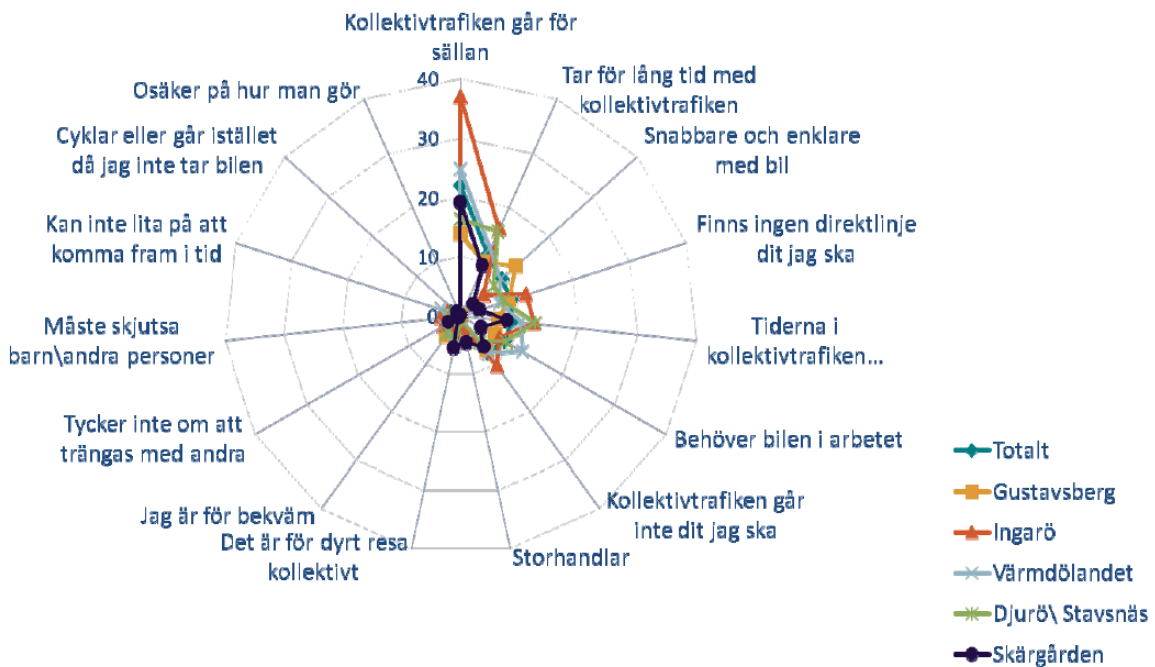 Kollektivtrafiken går för
sällan
Tar för lång tid med
kollektivtrafiken
Snabbare och enklare
med bil
Finns ingen direktlinje
dit jag ska
Tiderna i
kollektivtrafiken...
Behöver bilen i arbetet
Kollektivtrafiken går
inte dit jag ska
Storhandlar
Det är för dyrt resa
kollektivt
Jag är för bekväm
Tycker inte om att
trängas med andra
Måste skjutsa
barn\andra personer
Kan inte lita på att
komma fram i tid
Cyklar eller går istället
då jag inte tar bilen
Osäker på hur man gör
40
30
20
10
0
Totalt
Gustavsberg
Ingarö
Värmdölandet
Djurö\ Stavsnäs
Skärgården